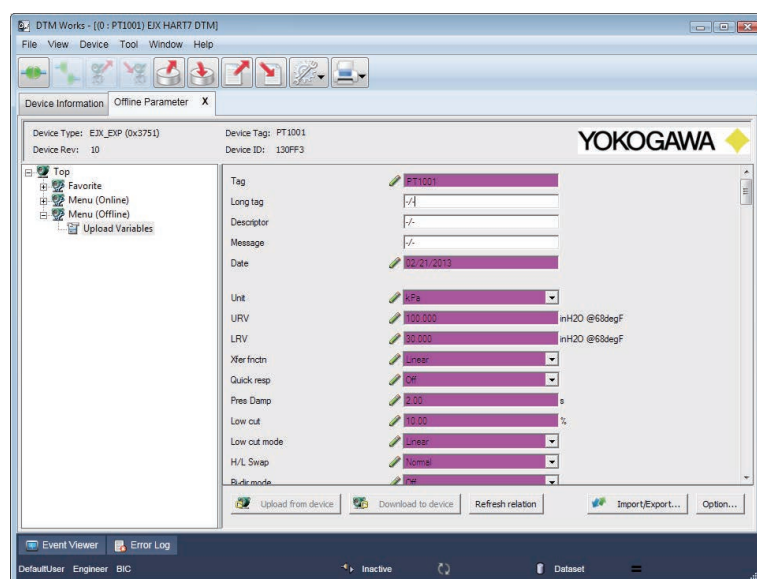 DTM Works - [(0 : PT1001) EJX HART7 DTM]
File View Device Tool Window Help
Device Information Offline Parameter X
Device Type: EJX_EXP (0x3751) Device Tag: PT1001
Device Rev: 10 Device ID: 130FF3
YOKOGAWA
Top
Favorite
Menu (Online)
Menu (Offline)
Upload Variables
Tag PT1001
Long tag -/-
Descriptor -/-
Message -/-
Date 02/21/2013
Unit kPa
URV 100.000 inH2O @68degF
LRV 30.000 inH2O @68degF
Xfer fnctn Linear
Quick resp Off
Pres Damp 2.00 s
Low cut 10.00 %
Low cut mode Linear
H/L Swap Normal
Bi-dir mode Off
Upload from device Download to device Refresh relation Import/Export... Option...
Event Viewer Error Log
DefaultUser Engineer BIC Inactive Dataset